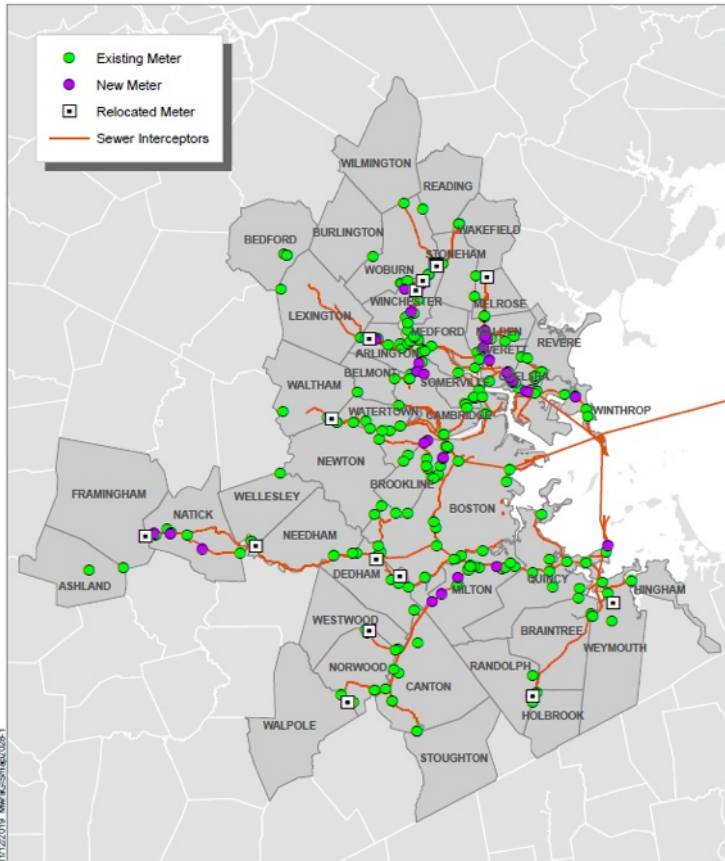 Existing Meter
New Meter
Relocated Meter
Sewer Interceptors
WILMINGTON
READING
BURLINGTON
WAKEFIELD
BEDFORD
STONEHAM
WOBURN
WINCHESTER
MELROSE
LEXINGTON
MEDFORD
REVERE
ARLINGTON
BELMONT
SOMERVILLE
WALTHAM
WATERTOWN
CAMBRIDGE
WINTHROP
NEWTON
BROOKLINE
BOSTON
FRAMINGHAM
NATICK
WELLESLEY
NEEDHAM
DEDHAM
ASHLAND
MILTON
QUINCY
HINGHAM
WESTWOOD
BRAINTREE
WEYMOUTH
NORWOOD
RANDOLPH
CANTON
HOLBROOK
WALPOLE
STOUGHTON